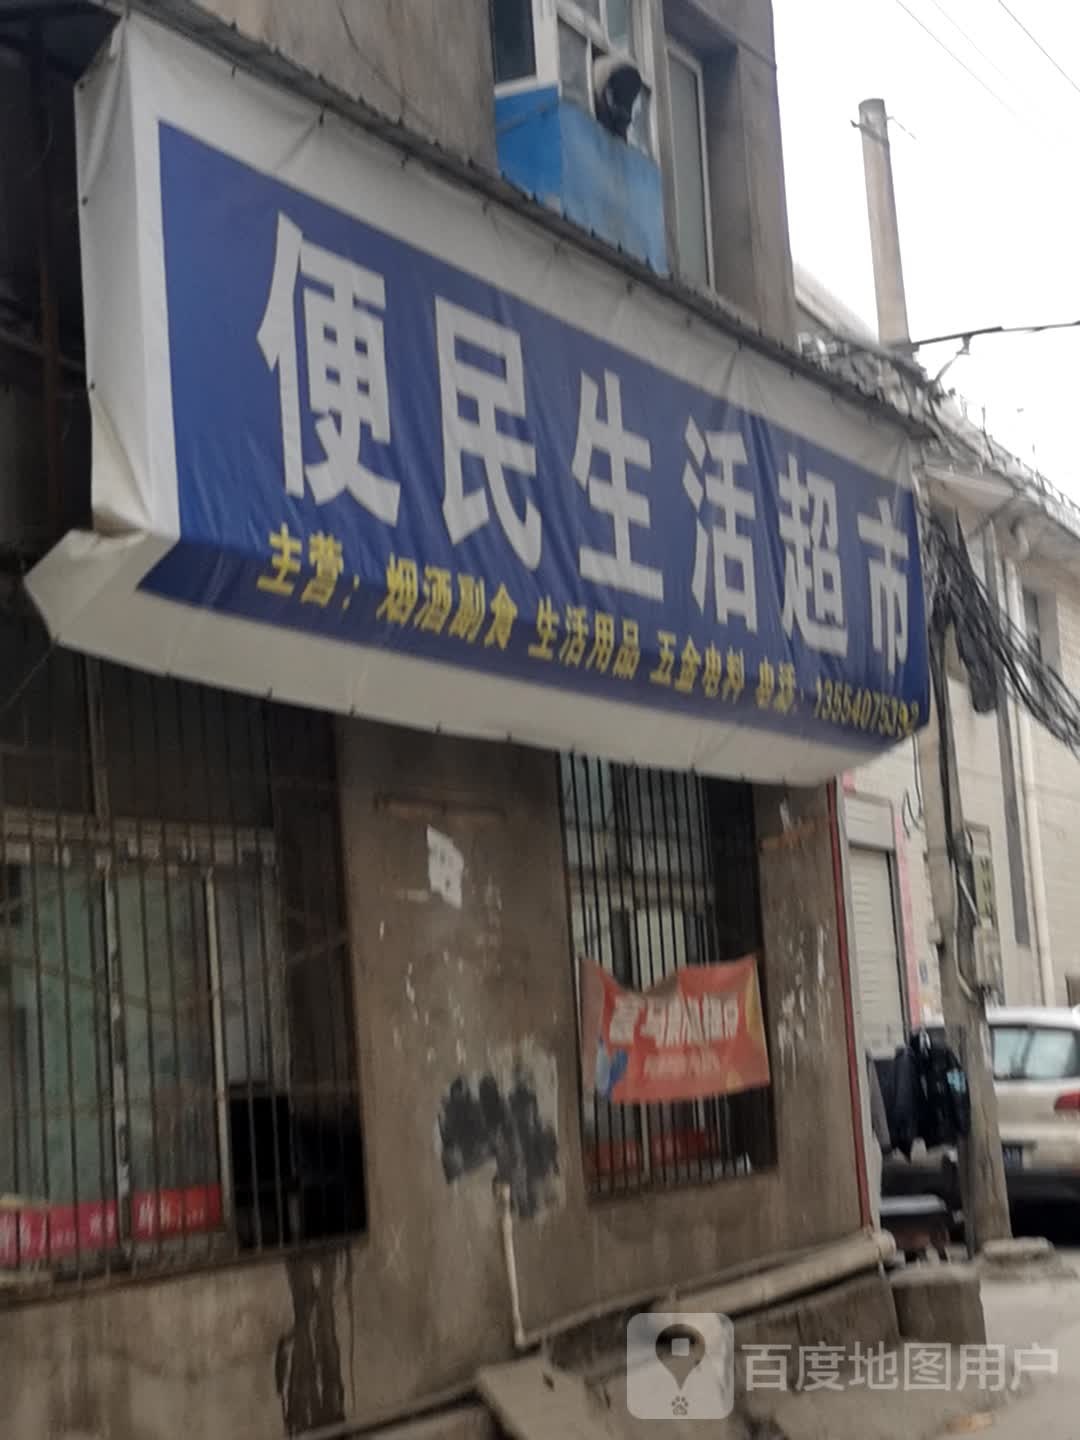 便民生活超市
主营：烟酒副食 生活用品 五金电料 电话：13554075392
百度地图用户